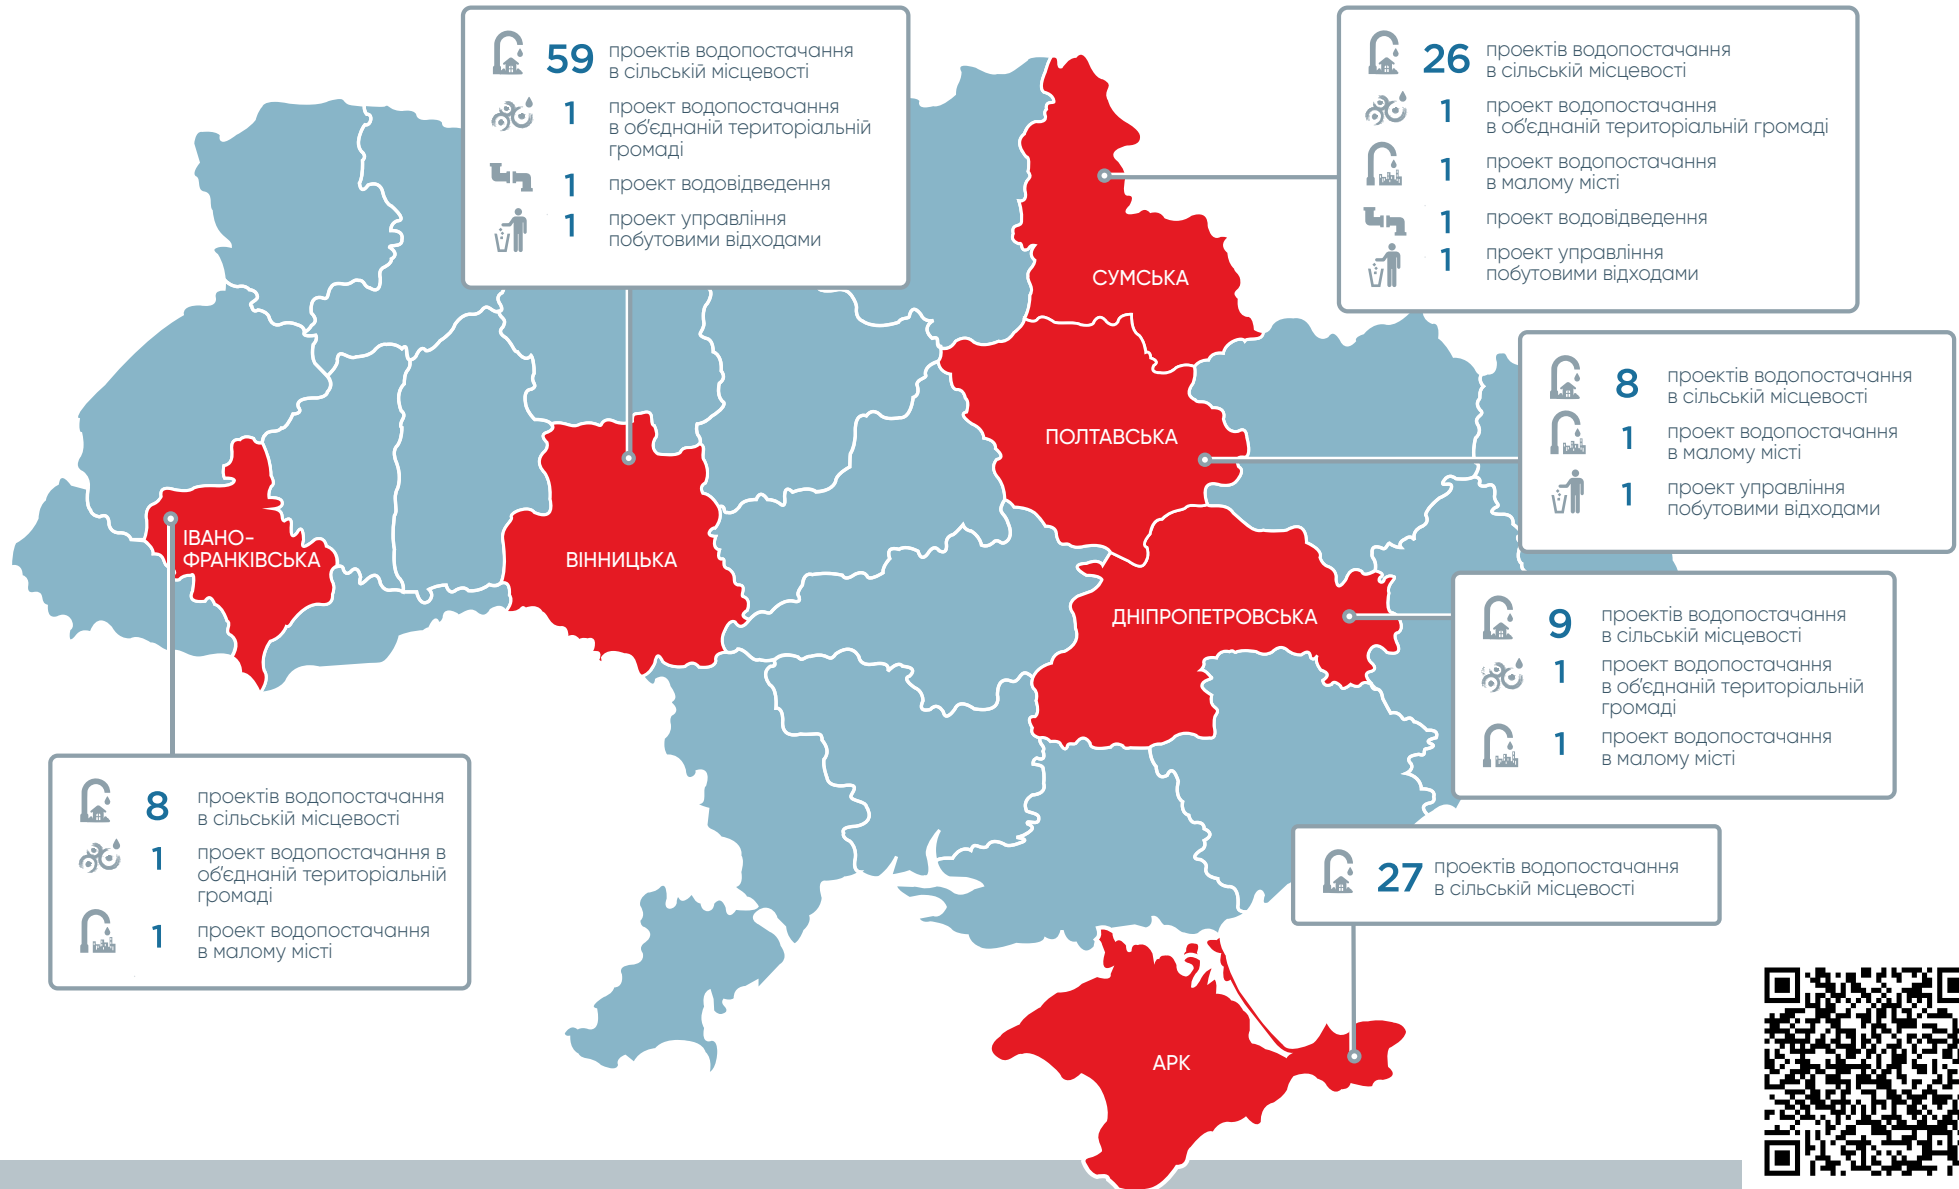 59 проектів водопостачання
в сільській місцевості
1 проект водопостачання
в об'єднаній територіальній
громаді
1 проект водовідведення
1 проект управління
побутовими відходами
26 проектів водопостачання
в сільській місцевості
1 проект водопостачання
в об'єднаній територіальній громаді
1 проект водопостачання
в малому місті
1 проект водовідведення
1 проект управління
побутовими відходами
СУМСЬКА
8 проектів водопостачання
в сільській місцевості
1 проект водопостачання
в малому місті
1 проект управління
побутовими відходами
ПОЛТАВСЬКА
ІВАНО-
ФРАНКІВСЬКА
ВІННИЦЬКА
ДНІПРОПЕТРОВСЬКА
9 проектів водопостачання
в сільській місцевості
1 проект водопостачання
в об'єднаній територіальній
громаді
1 проект водопостачання
в малому місті
8 проектів водопостачання
в сільській місцевості
1 проект водопостачання в
об'єднаній територіальній
громаді
1 проект водопостачання
в малому місті
27 проектів водопостачання
в сільській місцевості
АРК